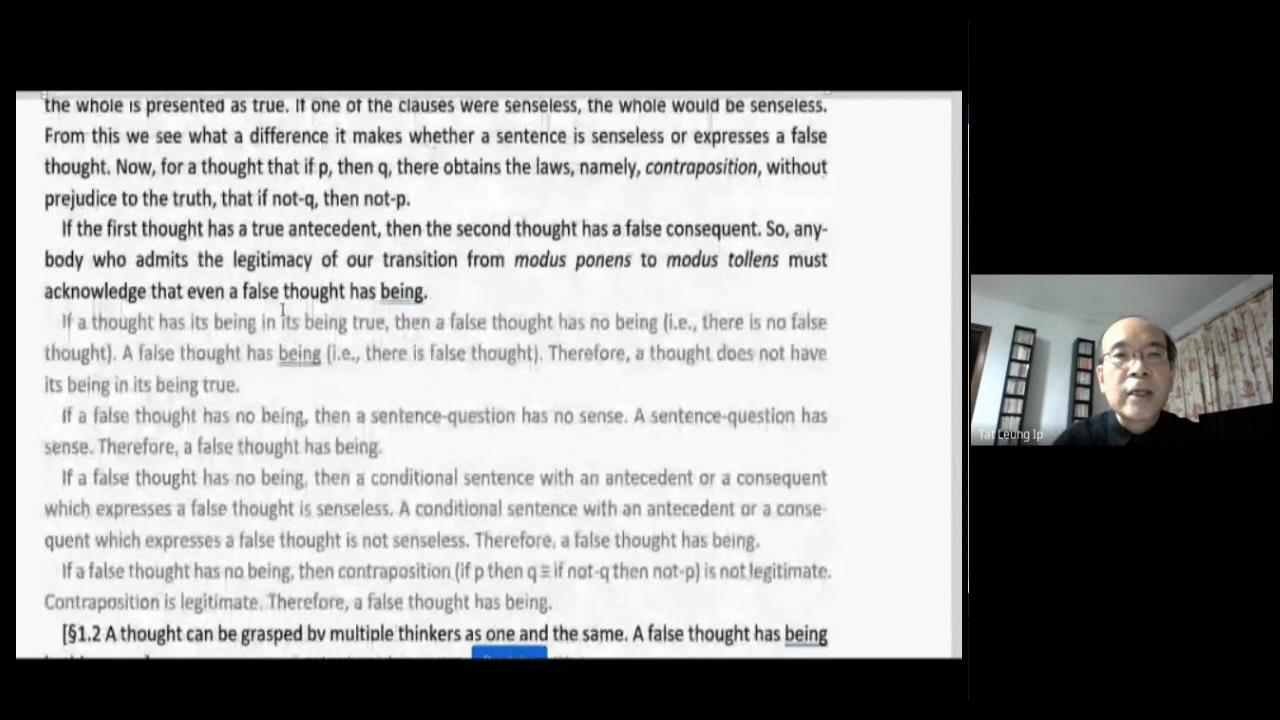 the whole is presented as true. If one of the clauses were senseless, the whole would be senseless.
From this we see what a difference it makes whether a sentence is senseless or expresses a false
thought. Now, for a thought that if p, then q, there obtains the laws, namely, contraposition, without
prejudice to the truth, that if not-q, then not-p.
If the first thought has a true antecedent, then the second thought has a false consequent. So, any-
body who admits the legitimacy of our transition from modus ponens to modus tollens must
acknowledge that even a false thought has being.
If a thought has its being in its being true, then a false thought has no being (i.e., there is no false
thought). A false thought has being (i.e., there is false thought). Therefore, a thought does not have
its being in its being true.
If a false thought has no being, then a sentence-question has no sense. A sentence-question has
sense. Therefore, a false thought has being.
If a false thought has no being, then a conditional sentence with an antecedent or a consequent
which expresses a false thought is senseless. A conditional sentence with an antecedent or a conse-
quent which expresses a false thought is not senseless. Therefore, a false thought has being.
If a false thought has no being, then contraposition (if p then q ≡ if not-q then not-p) is not legitimate.
Contraposition is legitimate. Therefore, a false thought has being.
[§1.2 A thought can be grasped by multiple thinkers as one and the same. A false thought has being
Tat Leung Ip